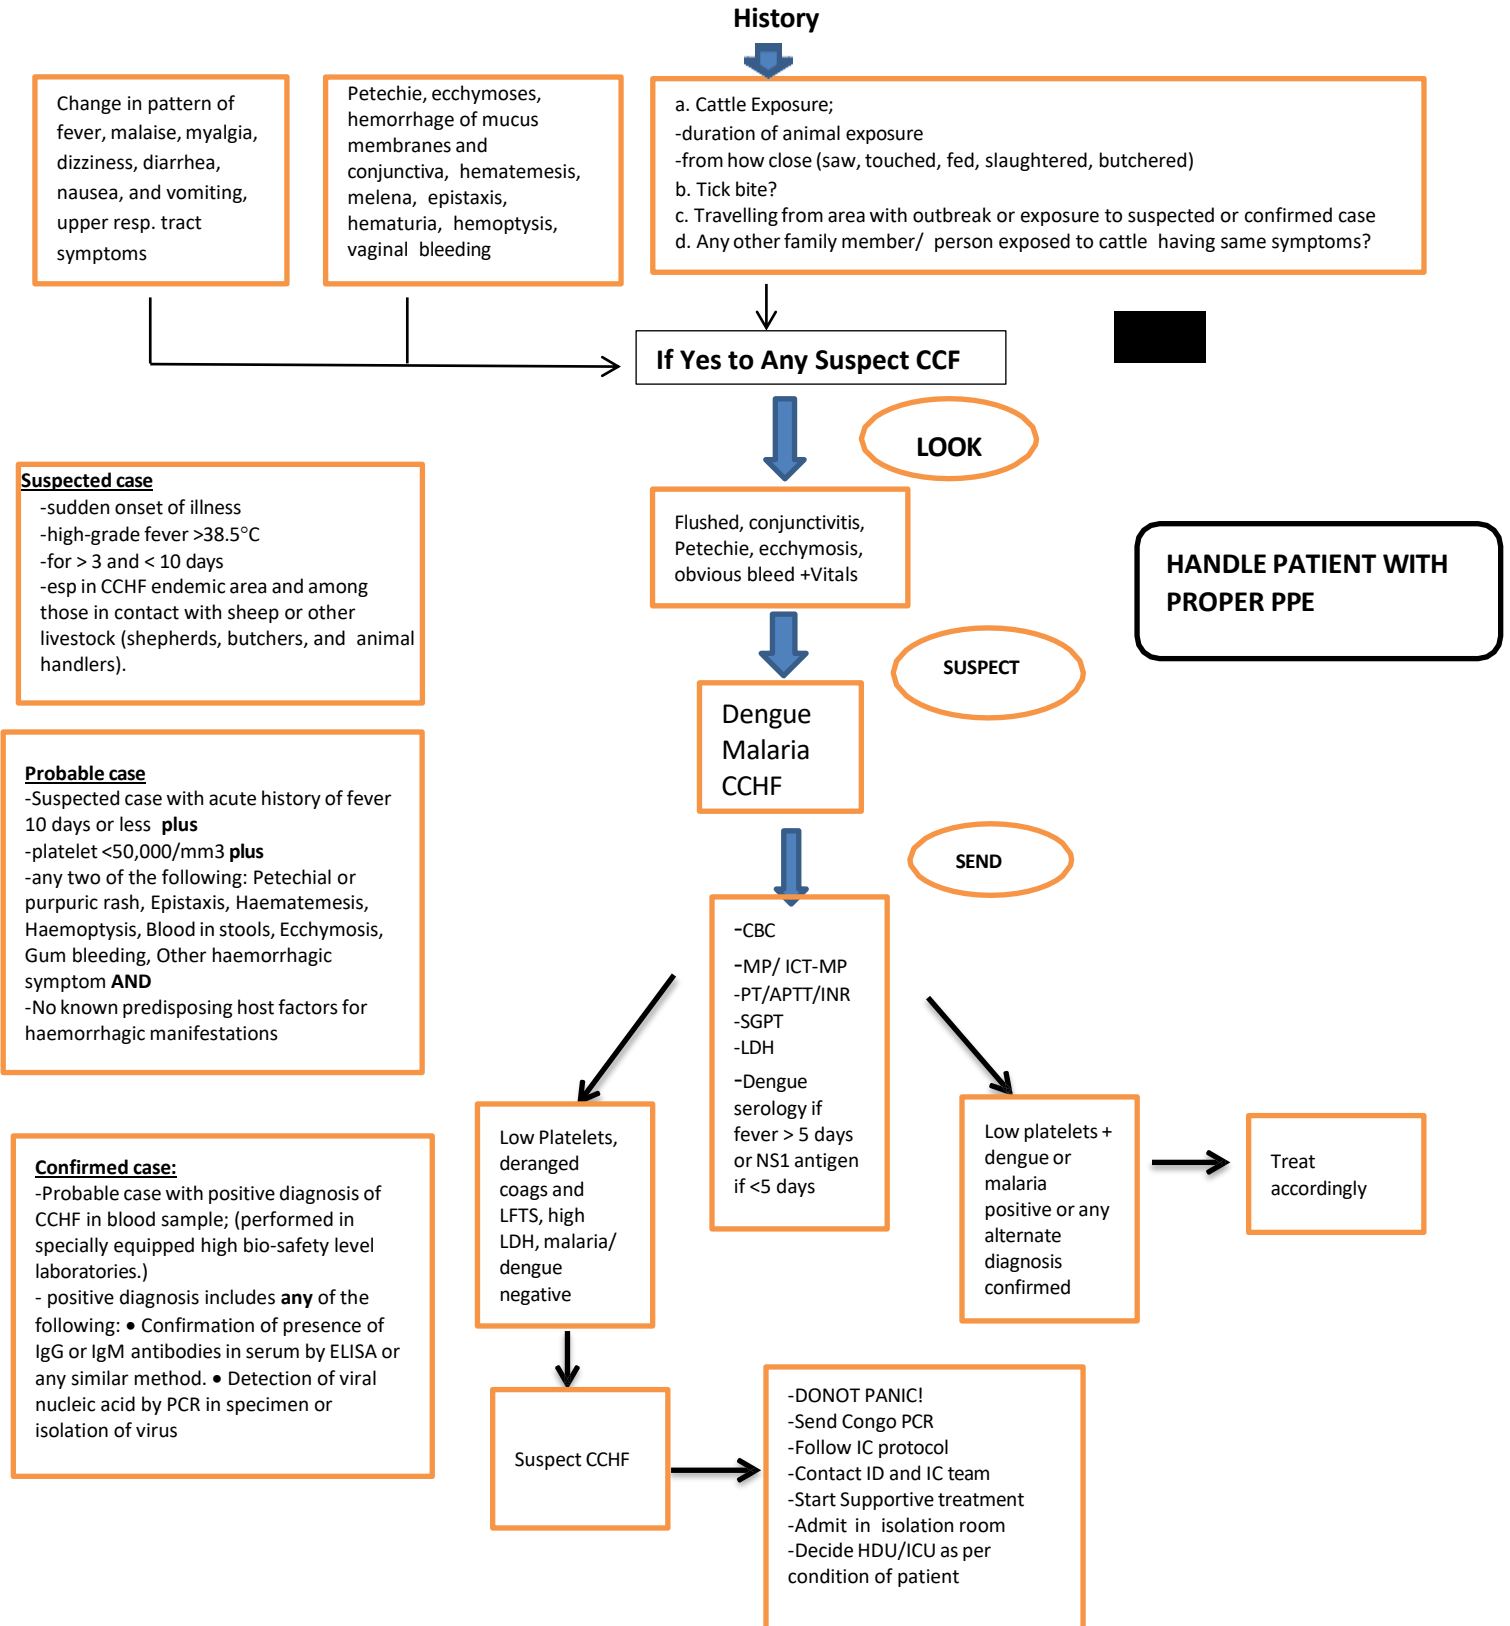 History
Change in pattern of
fever, malaise, myalgia,
dizziness, diarrhea,
nausea, and vomiting,
upper resp. tract
symptoms
Petechie, ecchymoses,
hemorrhage of mucus
membranes and
conjunctiva, hematemesis,
melena, epistaxis,
hematuria, hemoptysis,
vaginal bleeding
a. Cattle Exposure;
-duration of animal exposure
-from how close (saw, touched, fed, slaughtered, butchered)
b. Tick bite?
c. Travelling from area with outbreak or exposure to suspected or confirmed case
d. Any other family member/ person exposed to cattle having same symptoms?
If Yes to Any Suspect CCF
LOOK
Suspected case
-sudden onset of illness
-high-grade fever >38.5°C
-for > 3 and < 10 days
-esp in CCHF endemic area and among
those in contact with sheep or other
livestock (shepherds, butchers, and animal
handlers).
Flushed, conjunctivitis,
Petechie, ecchymosis,
obvious bleed +Vitals
HANDLE PATIENT WITH
PROPER PPE
SUSPECT
Dengue
Malaria
CCHF
Probable case
-Suspected case with acute history of fever
10 days or less plus
-platelet <50,000/mm3 plus
-any two of the following: Petechial or
purpuric rash, Epistaxis, Haematemesis,
Haemoptysis, Blood in stools, Ecchymosis,
Gum bleeding, Other haemorrhagic
symptom AND
-No known predisposing host factors for
haemorrhagic manifestations
SEND
-CBC
-MP/ ICT-MP
-PT/APTT/INR
-SGPT
-LDH
-Dengue
serology if
fever > 5 days
or NS1 antigen
if <5 days
Low Platelets,
deranged
coags and
LFTS, high
LDH, malaria/
dengue
negative
Low platelets +
dengue or
malaria
positive or any
alternate
diagnosis
confirmed
Treat
accordingly
Confirmed case:
-Probable case with positive diagnosis of
CCHF in blood sample; (performed in
specially equipped high bio-safety level
laboratories.)
- positive diagnosis includes any of the
following: • Confirmation of presence of
IgG or IgM antibodies in serum by ELISA or
any similar method. • Detection of viral
nucleic acid by PCR in specimen or
isolation of virus
Suspect CCHF
-DONOT PANIC!
-Send Congo PCR
-Follow IC protocol
-Contact ID and IC team
-Start Supportive treatment
-Admit in isolation room
-Decide HDU/ICU as per
condition of patient